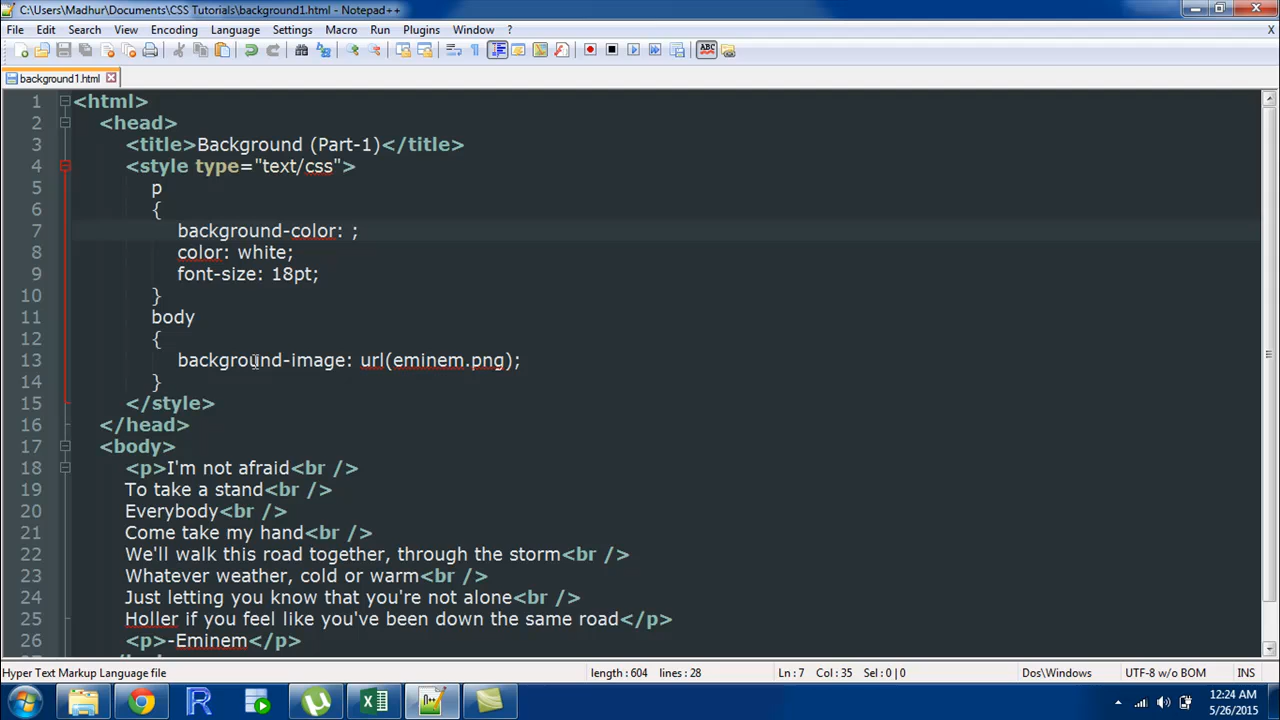 C:\Users\Madhur\Documents\CSS Tutorials\background1.html - Notepad++
File Edit Search View Encoding Language Settings Macro Run Plugins Window ? X
background1.html
1 <html>
2 <head>
3 <title>Background (Part-1)</title>
4 <style type="text/css">
5 p
6 {
7 background-color: ;
8 color: white;
9 font-size: 18pt;
10 }
11 body
12 {
13 background-image: url(eminem.png);
14 }
15 </style>
16 </head>
17 <body>
18 <p>I'm not afraid<br />
19 To take a stand<br />
20 Everybody<br />
21 Come take my hand<br />
22 We'll walk this road together, through the storm<br />
23 Whatever weather, cold or warm<br />
24 Just letting you know that you're not alone<br />
25 Holler if you feel like you've been down the same road</p>
26 <p>-Eminem</p>
Hyper Text Markup Language file length : 604 lines : 28 Ln : 7 Col : 35 Sel : 0 | 0 Dos\Windows UTF-8 w/o BOM INS
12:24 AM
5/26/2015